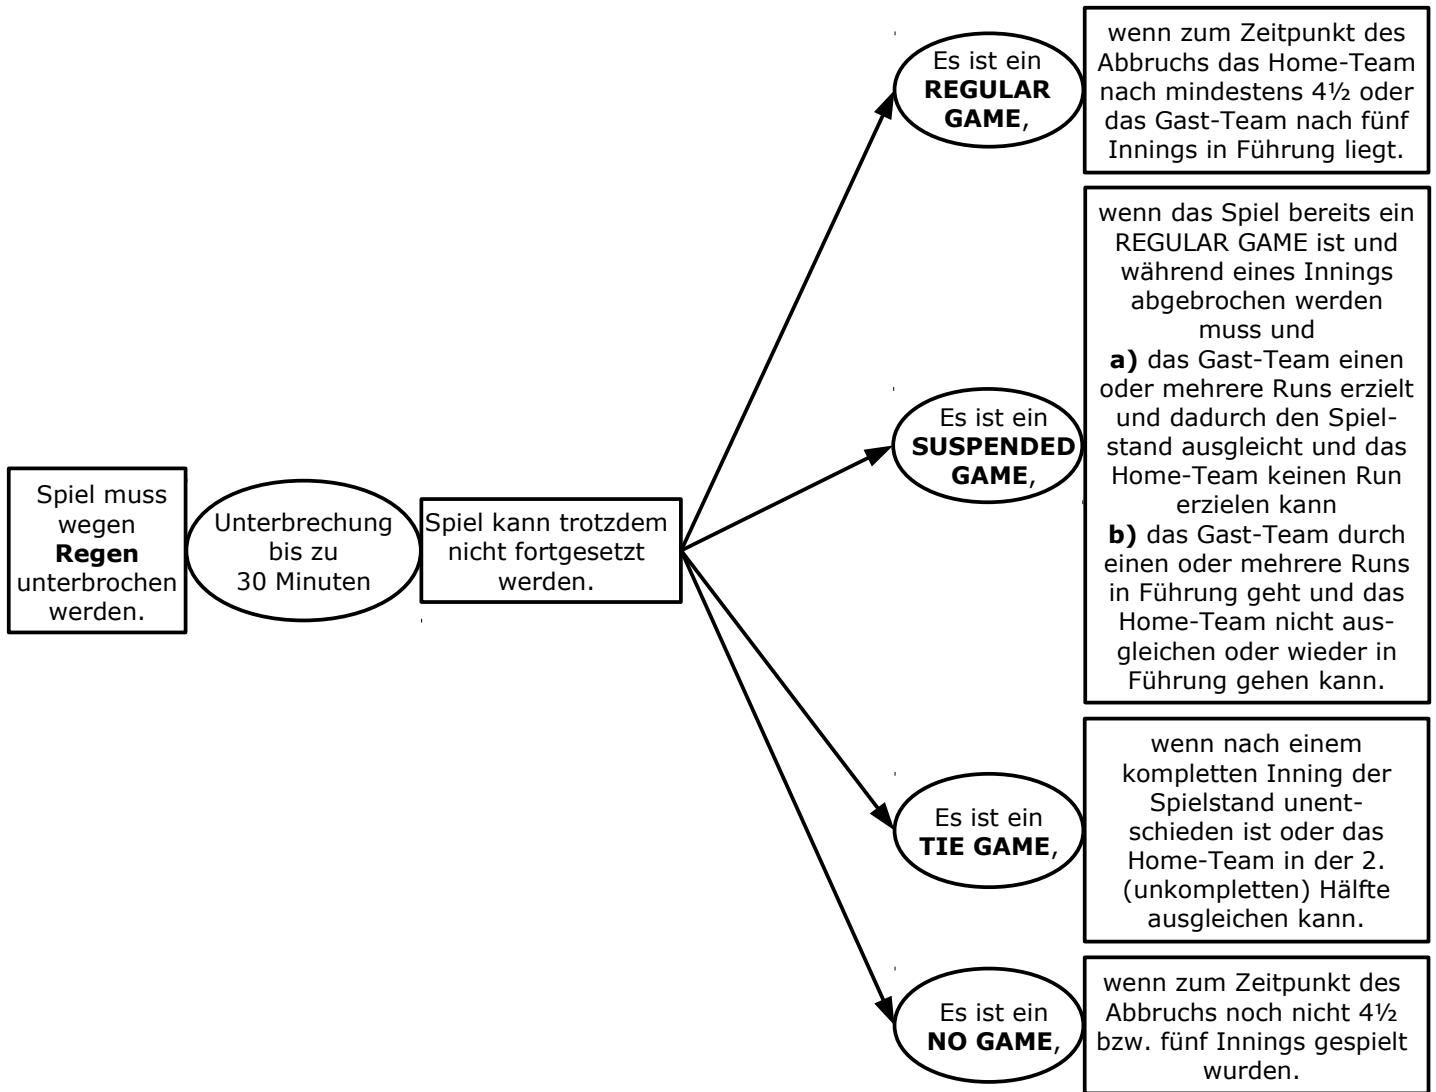 Spiel muss
wegen
Regen
unterbrochen
werden.
Unterbrechung
bis zu
30 Minuten
Spiel kann trotzdem
nicht fortgesetzt
werden.
Es ist ein
REGULAR
GAME,
wenn zum Zeitpunkt des
Abbruchs das Home-Team
nach mindestens 4½ oder
das Gast-Team nach fünf
Innings in Führung liegt.
Es ist ein
SUSPENDED
GAME,
wenn das Spiel bereits ein
REGULAR GAME ist und
während eines Innings
abgebrochen werden
muss und
a) das Gast-Team einen
oder mehrere Runs erzielt
und dadurch den Spiel-
stand ausgleicht und das
Home-Team keinen Run
erzielen kann
b) das Gast-Team durch
einen oder mehrere Runs
in Führung geht und das
Home-Team nicht aus-
gleichen oder wieder in
Führung gehen kann.
Es ist ein
TIE GAME,
wenn nach einem
kompletten Inning der
Spielstand unent-
schieden ist oder das
Home-Team in der 2.
(unkompletten) Hälfte
ausgleichen kann.
Es ist ein
NO GAME,
wenn zum Zeitpunkt des
Abbruchs noch nicht 4½
bzw. fünf Innings gespielt
wurden.